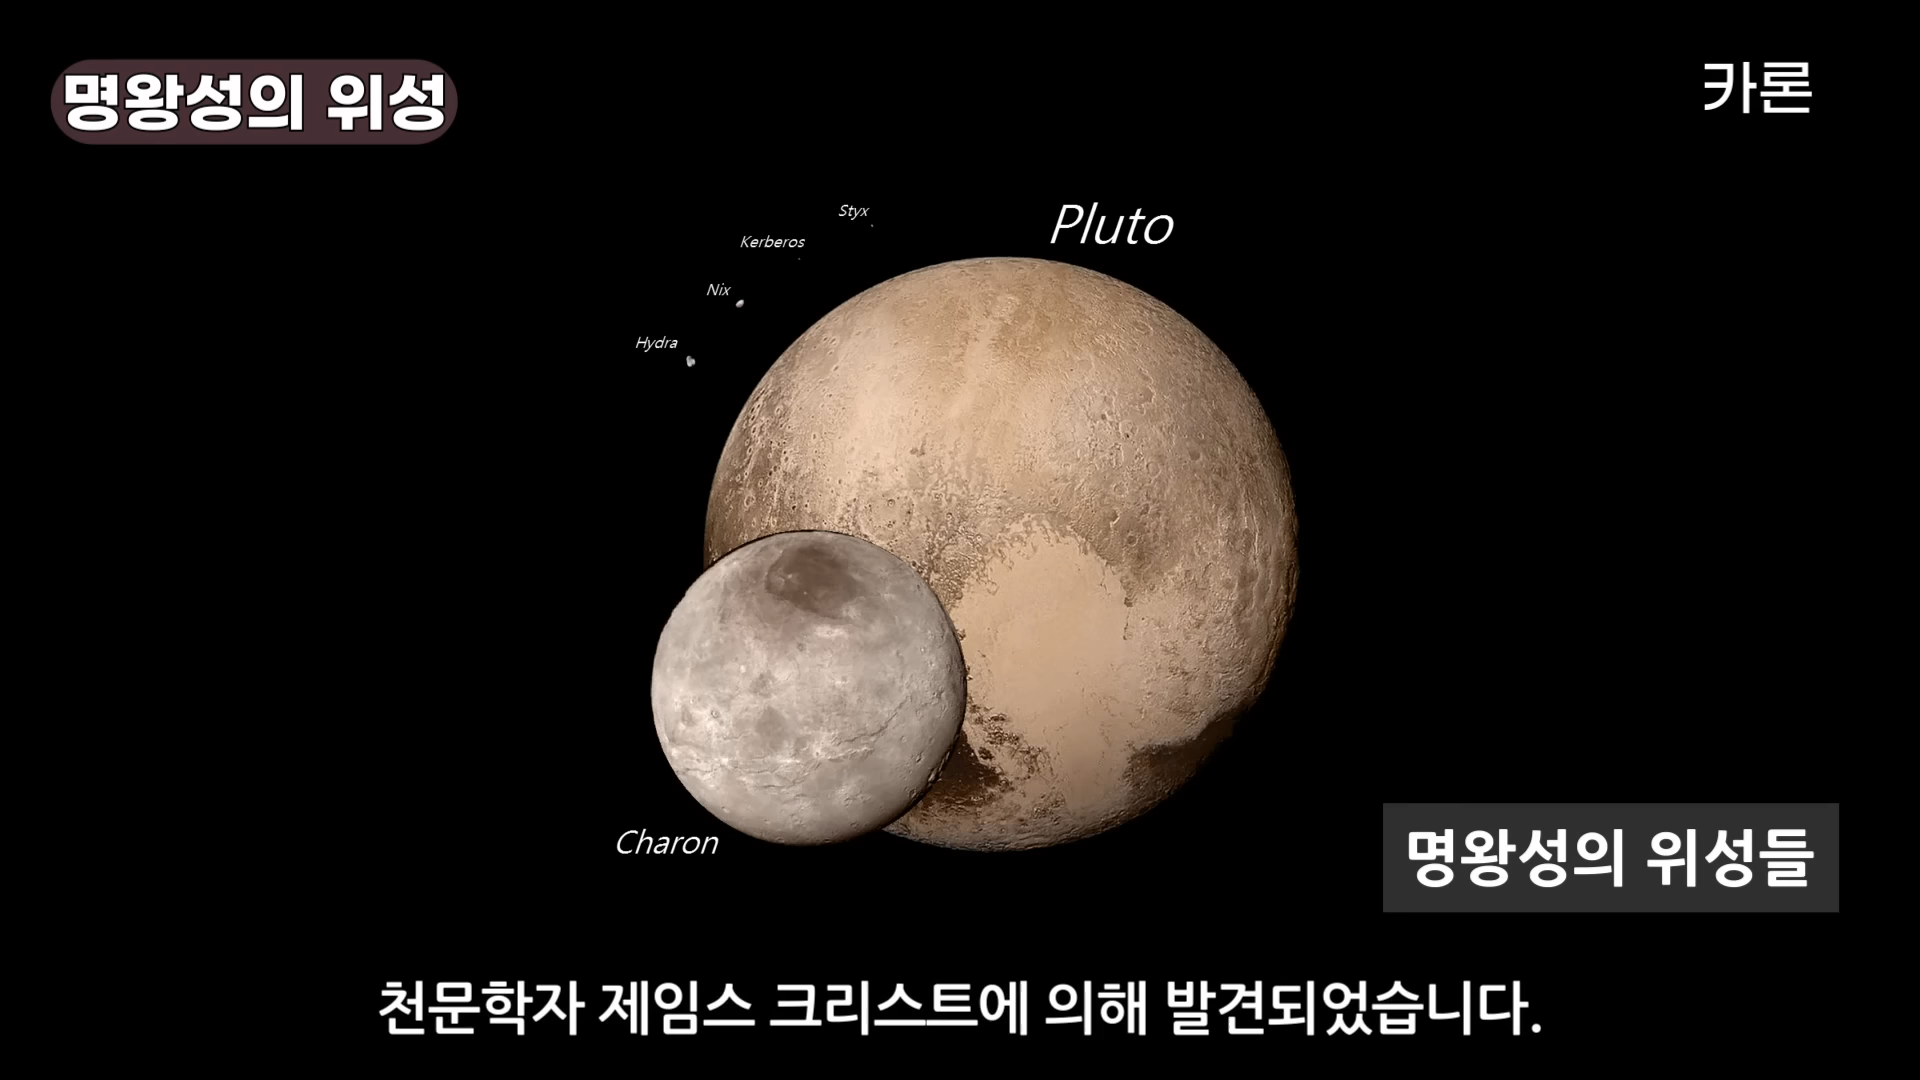 명왕성의 위성
카론
Styx
Pluto
Kerberos
Nix
Hydra
Charon
명왕성의 위성들
천문학자 제임스 크리스트에 의해 발견되었습니다.